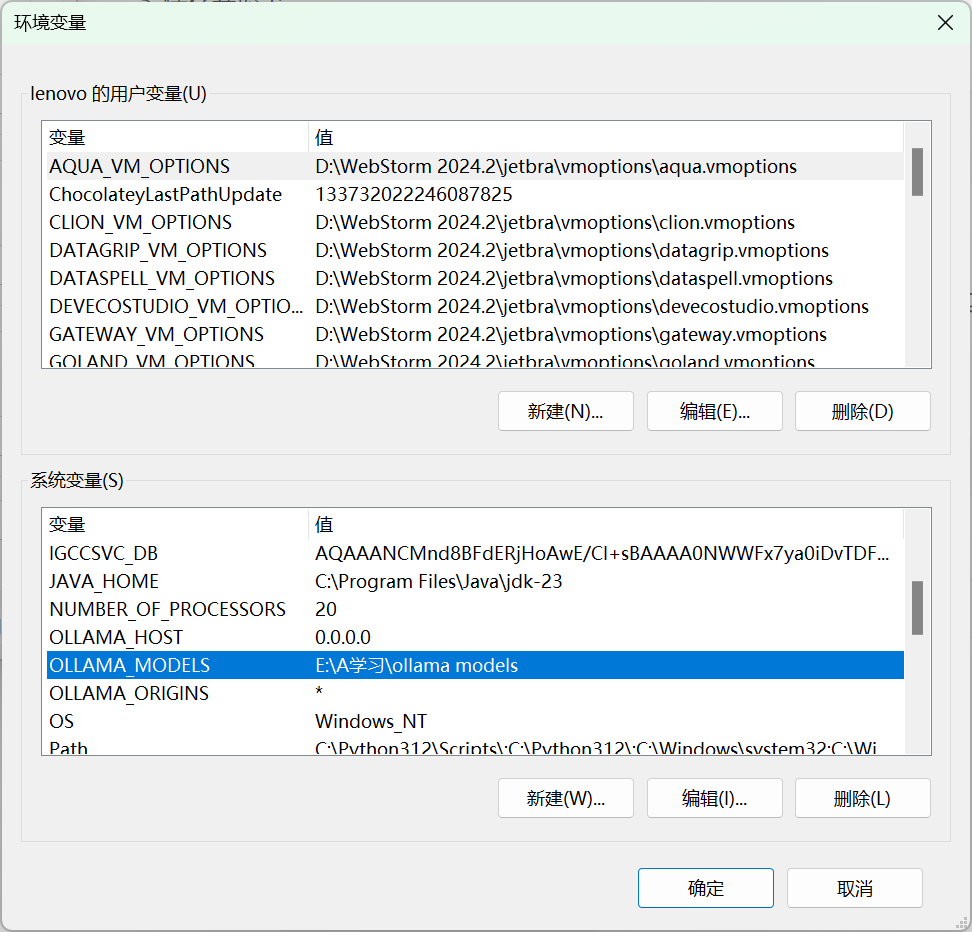 环境变量
lenovo 的用户变量(U)
变量 值
AQUA_VM_OPTIONS D:\WebStorm 2024.2\jetbra\vmoptions\aqua.vmoptions
ChocolateyLastPathUpdate 133732022246087825
CLION_VM_OPTIONS D:\WebStorm 2024.2\jetbra\vmoptions\clion.vmoptions
DATAGRIP_VM_OPTIONS D:\WebStorm 2024.2\jetbra\vmoptions\datagrip.vmoptions
DATASPELL_VM_OPTIONS D:\WebStorm 2024.2\jetbra\vmoptions\dataspell.vmoptions
DEVECOSTUDIO_VM_OPTIO... D:\WebStorm 2024.2\jetbra\vmoptions\devecostudio.vmoptions
GATEWAY_VM_OPTIONS D:\WebStorm 2024.2\jetbra\vmoptions\gateway.vmoptions
GOLAND_VM_OPTIONS D:\WebStorm 2024.2\jetbra\vmoptions\goland.vmoptions
新建(N)... 编辑(E)... 删除(D)
系统变量(S)
变量 值
IGCCSVC_DB AQAAANCMnd8BFdERjHoAwE/Cl+sBAAAA0NWWFx7ya0iDvTDF...
JAVA_HOME C:\Program Files\Java\jdk-23
NUMBER_OF_PROCESSORS 20
OLLAMA_HOST 0.0.0.0
OLLAMA_MODELS E:\A学习\ollama models
OLLAMA_ORIGINS *
OS Windows_NT
Path C:\Python312\Scripts\;C:\Python312\;C:\Windows\system32;C:\Wi
新建(W)... 编辑(I)... 删除(L)
确定 取消